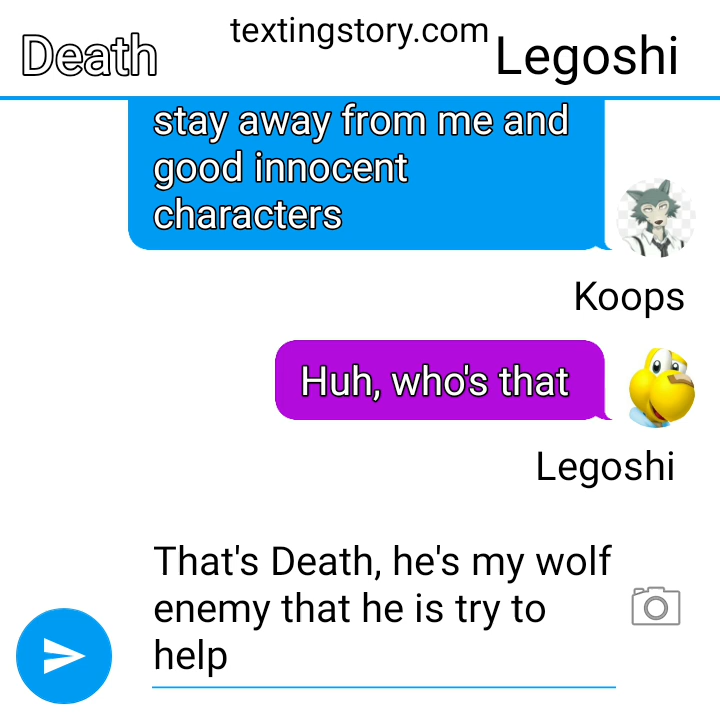 textingstory.com
Death
Legoshi
stay away from me and
good innocent
characters
Koops
Huh, who's that
Legoshi
That's Death, he's my wolf
enemy that he is try to
help